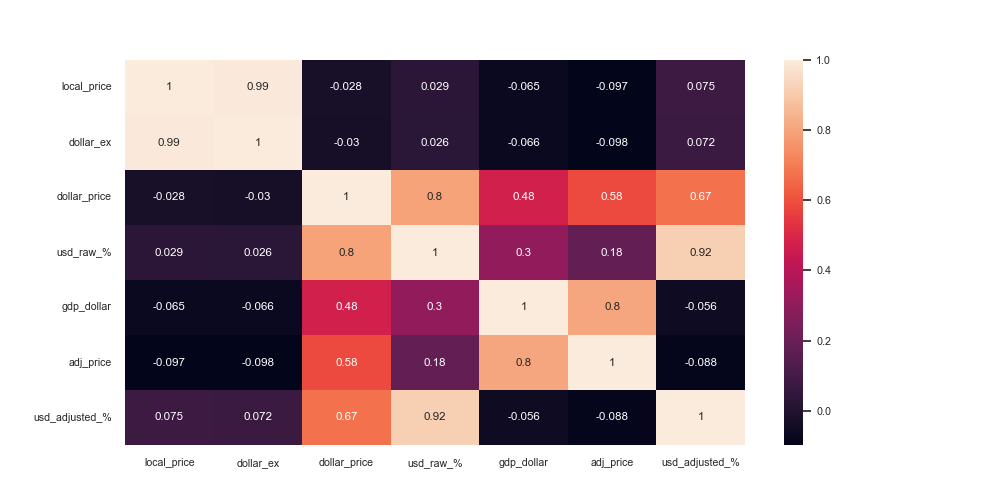 local_price 1 0.99 -0.028 0.029 -0.065 -0.097 0.075
dollar_ex 0.99 1 -0.03 0.026 -0.066 -0.098 0.072
dollar_price -0.028 -0.03 1 0.8 0.48 0.58 0.67
usd_raw_% 0.029 0.026 0.8 1 0.3 0.18 0.92
gdp_dollar -0.065 -0.066 0.48 0.3 1 0.8 -0.056
adj_price -0.097 -0.098 0.58 0.18 0.8 1 -0.088
usd_adjusted_% 0.075 0.072 0.67 0.92 -0.056 -0.088 1
local_price dollar_ex dollar_price usd_raw_% gdp_dollar adj_price usd_adjusted_%
1.0
0.8
0.6
0.4
0.2
0.0